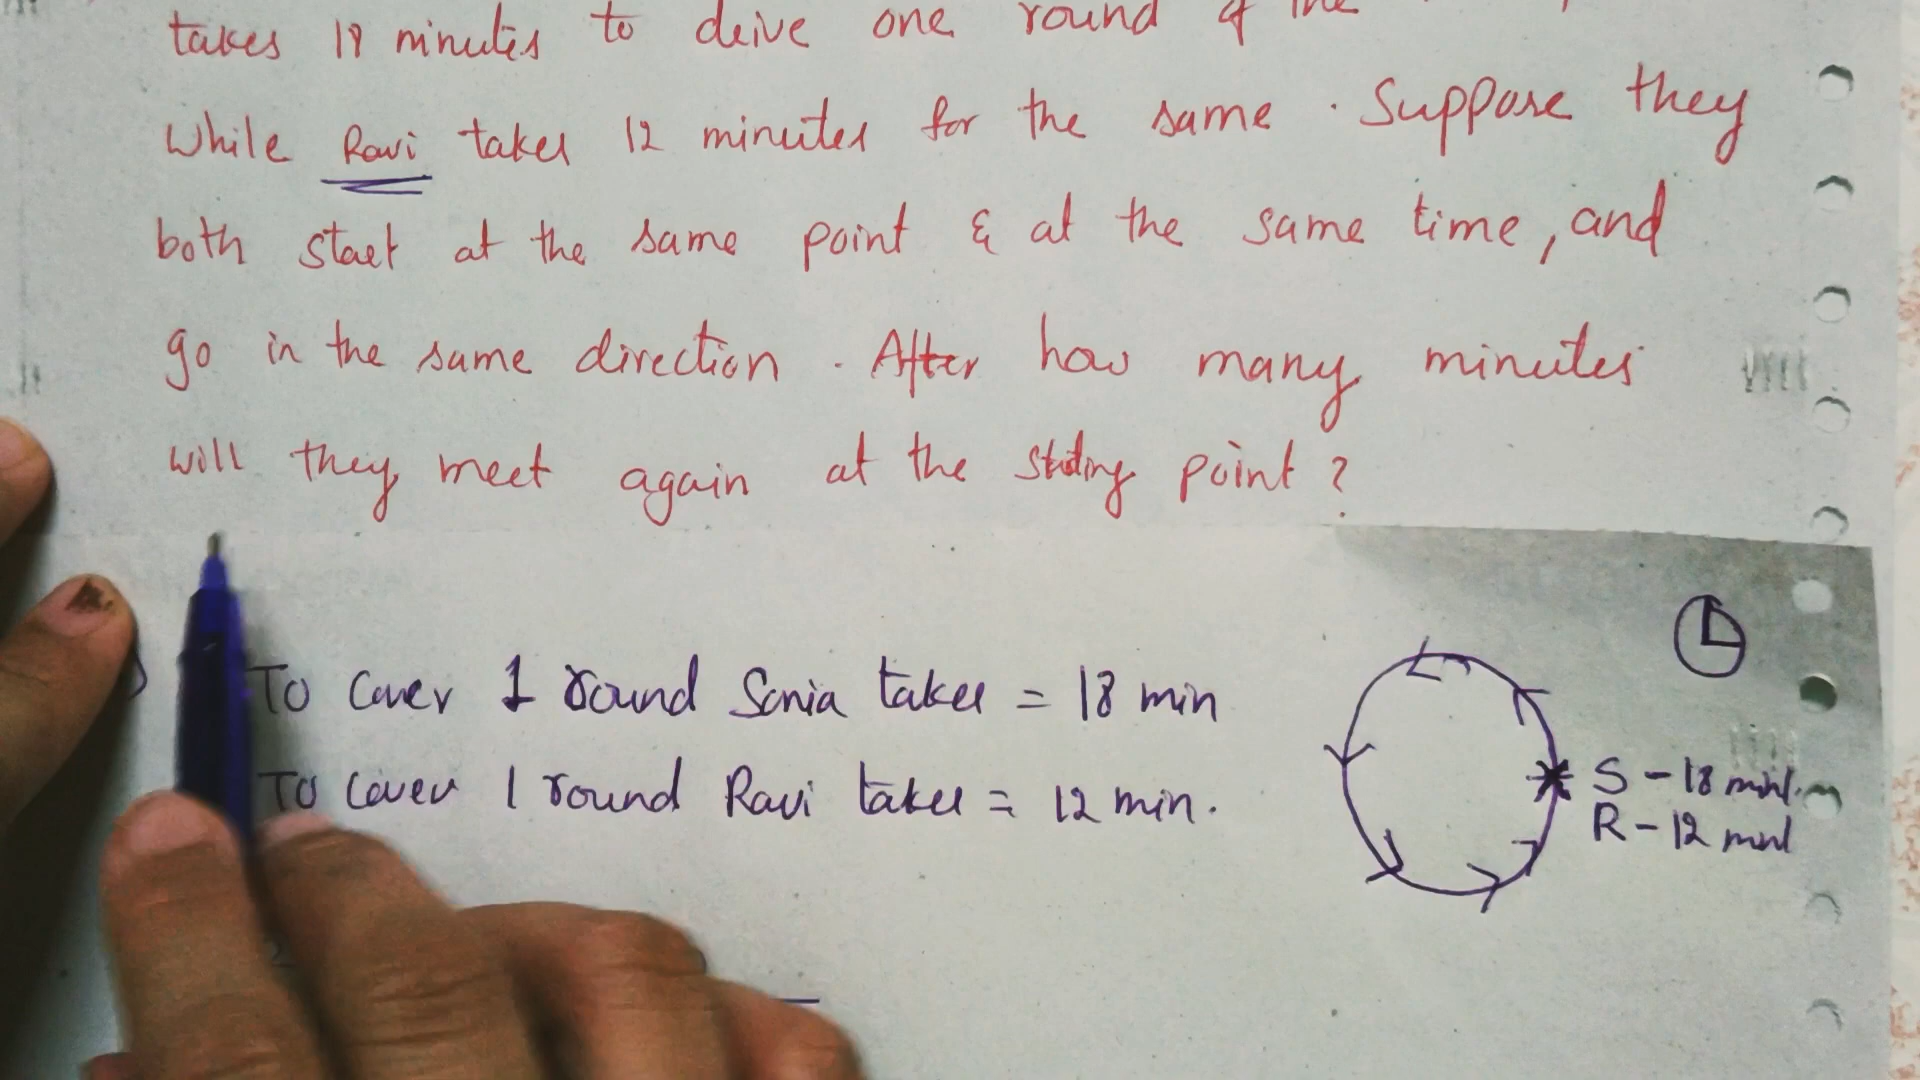 takes 18 minutes to drive one round of the
While Ravi takes 12 minutes for the same . Suppose they
both start at the same point & at the same time, and
go in the same direction . After how many minutes
will they meet again at the point ?
To Cover 1 round Sonia takes = 18 min
To Cover 1 round Ravi takes = 12 min.
S - 18 min
R - 12 min